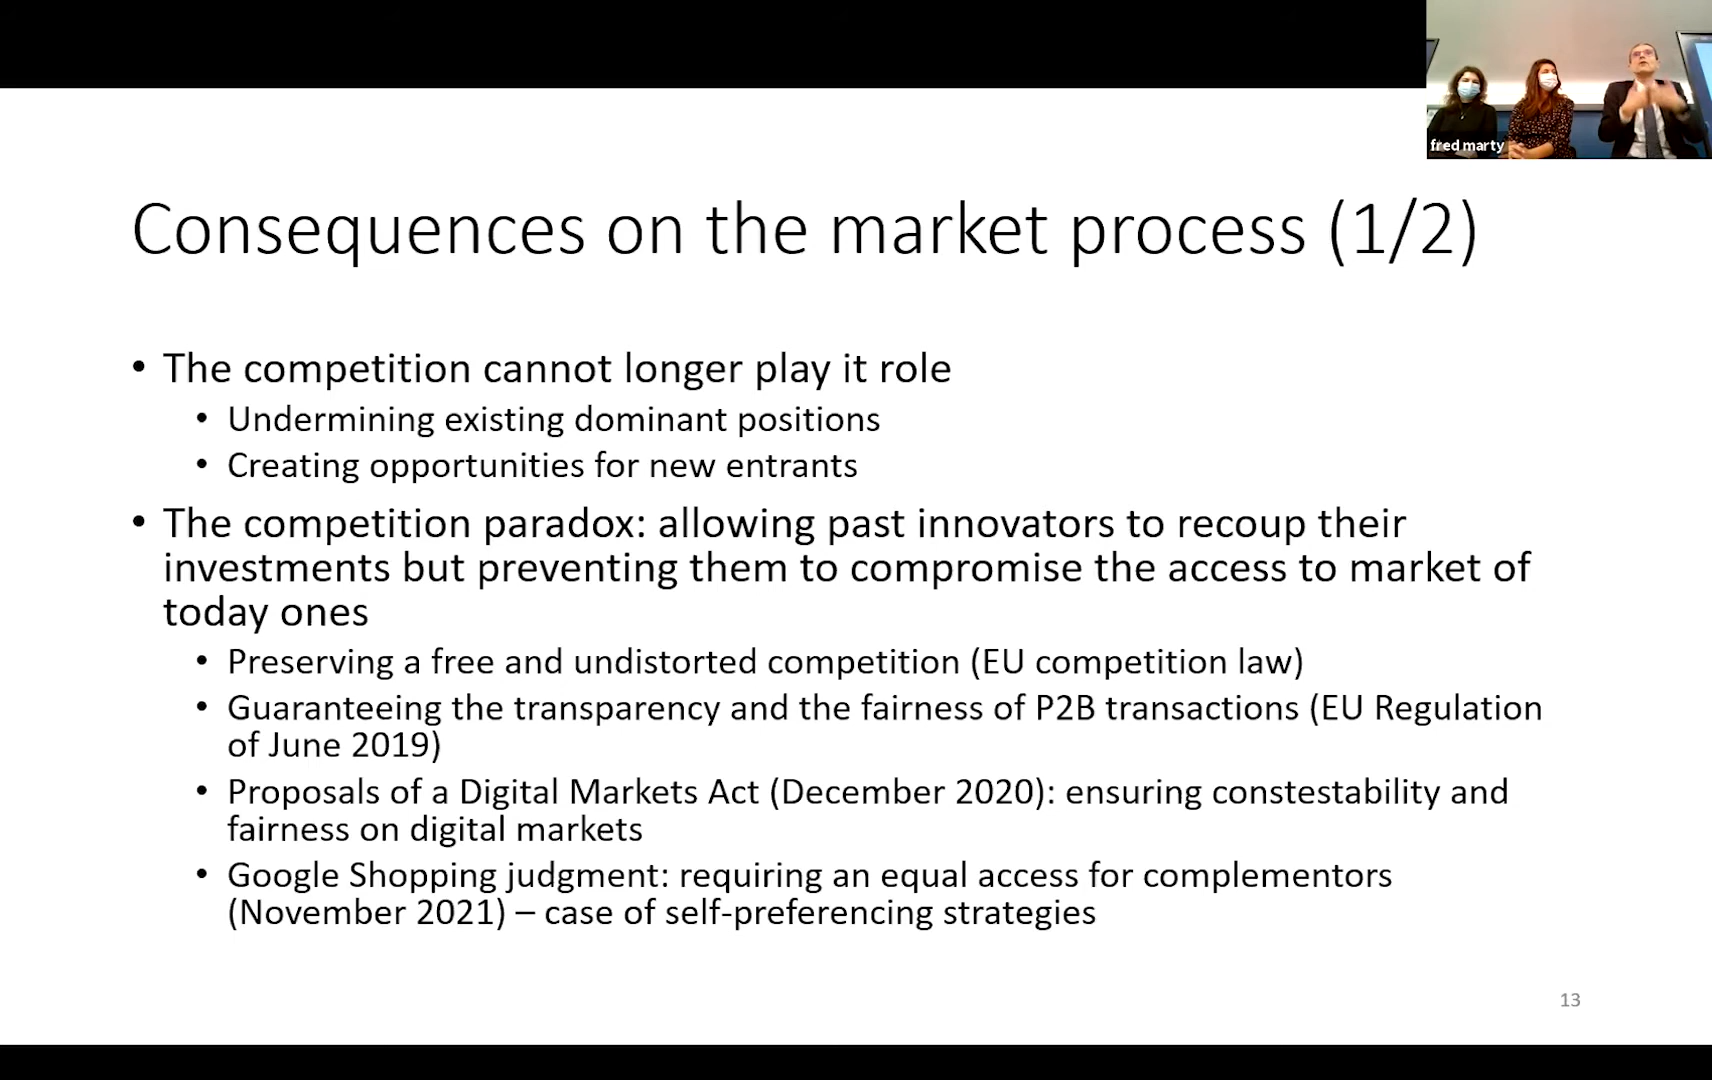 fred marty
Consequences on the market process (1/2)
• The competition cannot longer play it role
• Undermining existing dominant positions
• Creating opportunities for new entrants
• The competition paradox: allowing past innovators to recoup their
investments but preventing them to compromise the access to market of
today ones
• Preserving a free and undistorted competition (EU competition law)
• Guaranteeing the transparency and the fairness of P2B transactions (EU Regulation
of June 2019)
• Proposals of a Digital Markets Act (December 2020): ensuring constestability and
fairness on digital markets
• Google Shopping judgment: requiring an equal access for complementors
(November 2021) – case of self-preferencing strategies
13